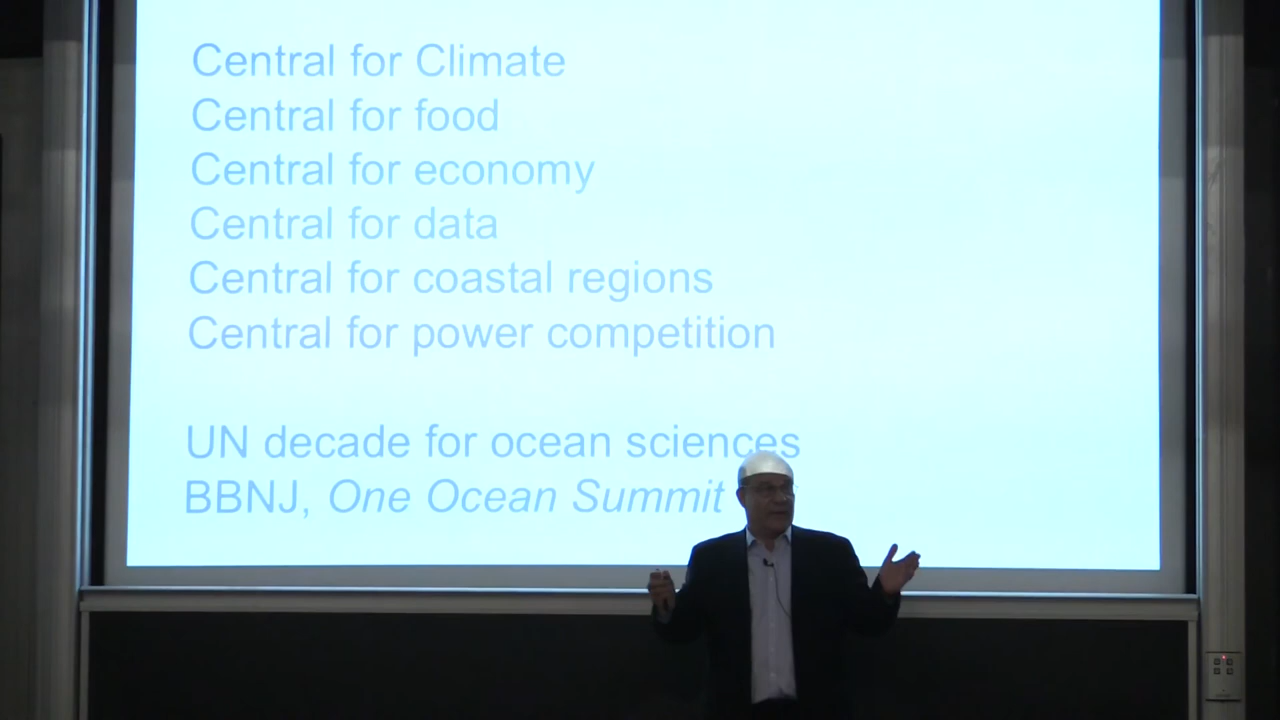 Central for Climate
Central for food
Central for economy
Central for data
Central for coastal regions
Central for power competition
UN decade for ocean sciences
BBNJ, One Ocean Summit